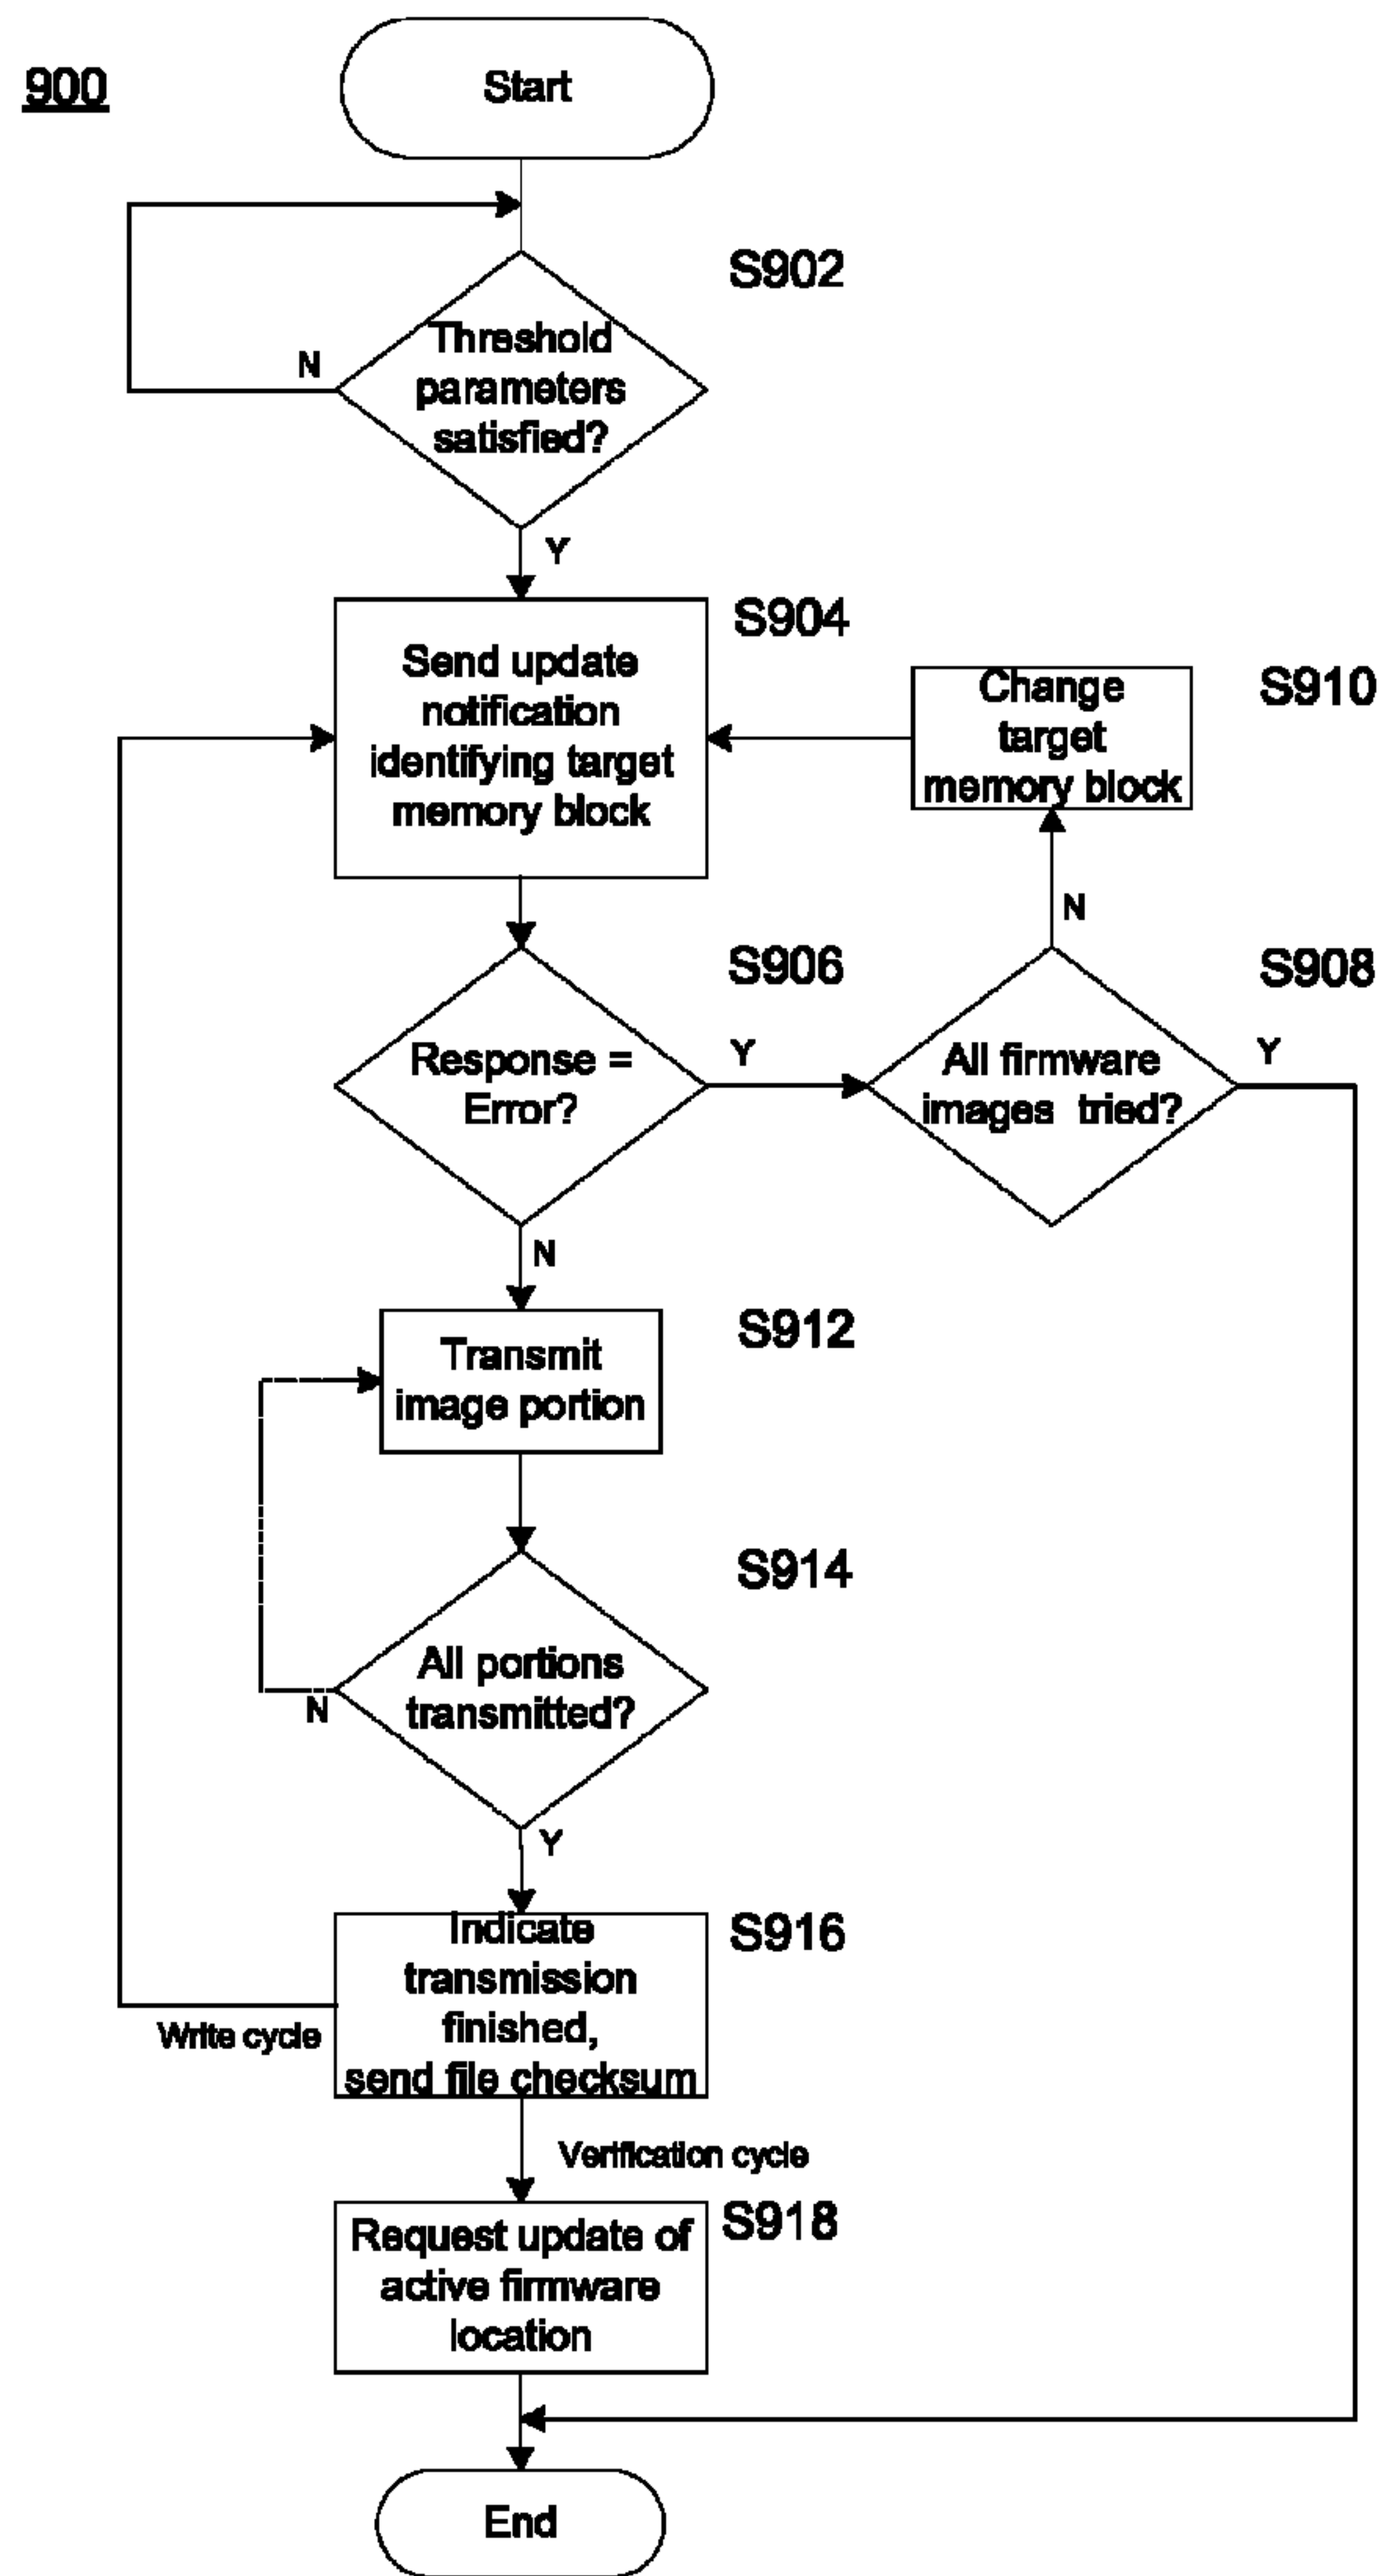 900
Start
S902
Threshold
parameters
satisfied?
N
Y
S904
Send update
notification
identifying target
memory block
S910
Change
target
memory block
N
S906
S908
Response =
Error?
Y
All firmware
images tried?
Y
N
S912
Transmit
image portion
S914
All portions
transmitted?
N
Y
S916
Indicate
transmission
finished,
send file checksum
Write cycle
Verification cycle
S918
Request update of
active firmware
location
End